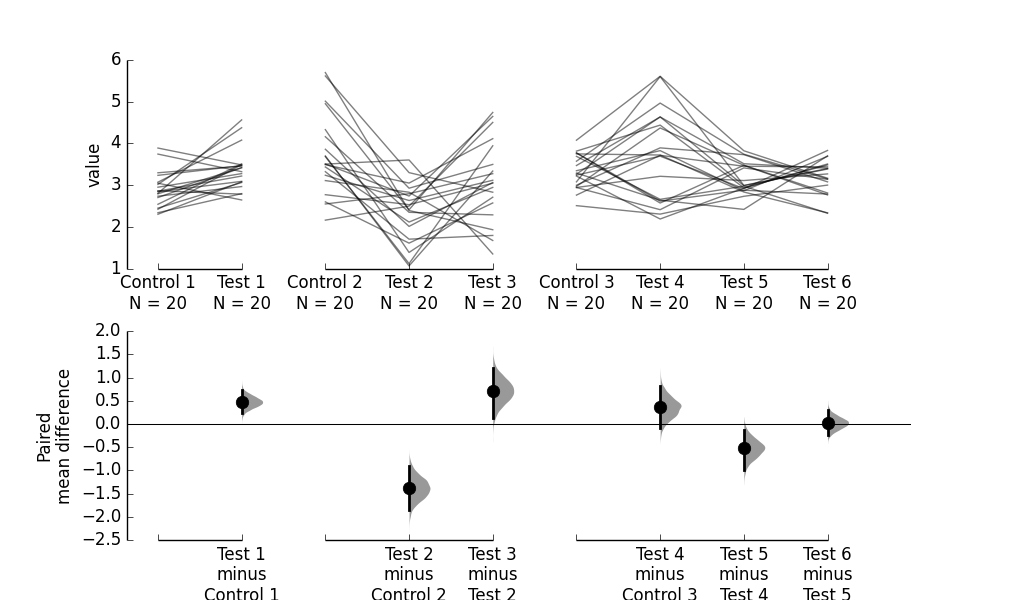 6
5
4
3
2
1
value
Control 1 Test 1 Control 2 Test 2 Test 3 Control 3 Test 4 Test 5 Test 6
N = 20 N = 20 N = 20 N = 20 N = 20 N = 20 N = 20 N = 20 N = 20
2.0
1.5
1.0
0.5
0.0
−0.5
−1.0
−1.5
−2.0
−2.5
Paired
mean difference
Test 1 Test 2 Test 3 Test 4 Test 5 Test 6
minus minus minus minus minus minus
Control 1 Control 2 Test 2 Control 3 Test 4 Test 5